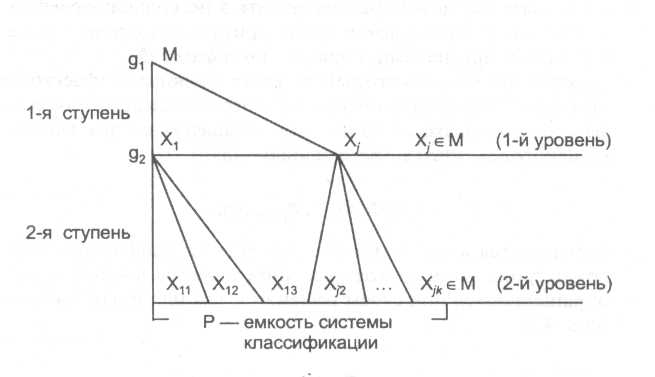 g₁ M
1-я ступень
X₁ Xⱼ Xⱼ ∈ M (1-й уровень)
g₂
2-я ступень
X₁₁ X₁₂ X₁₃ Xⱼ₂ ... Xⱼₖ ∈ M (2-й уровень)
P — емкость системы
классификации